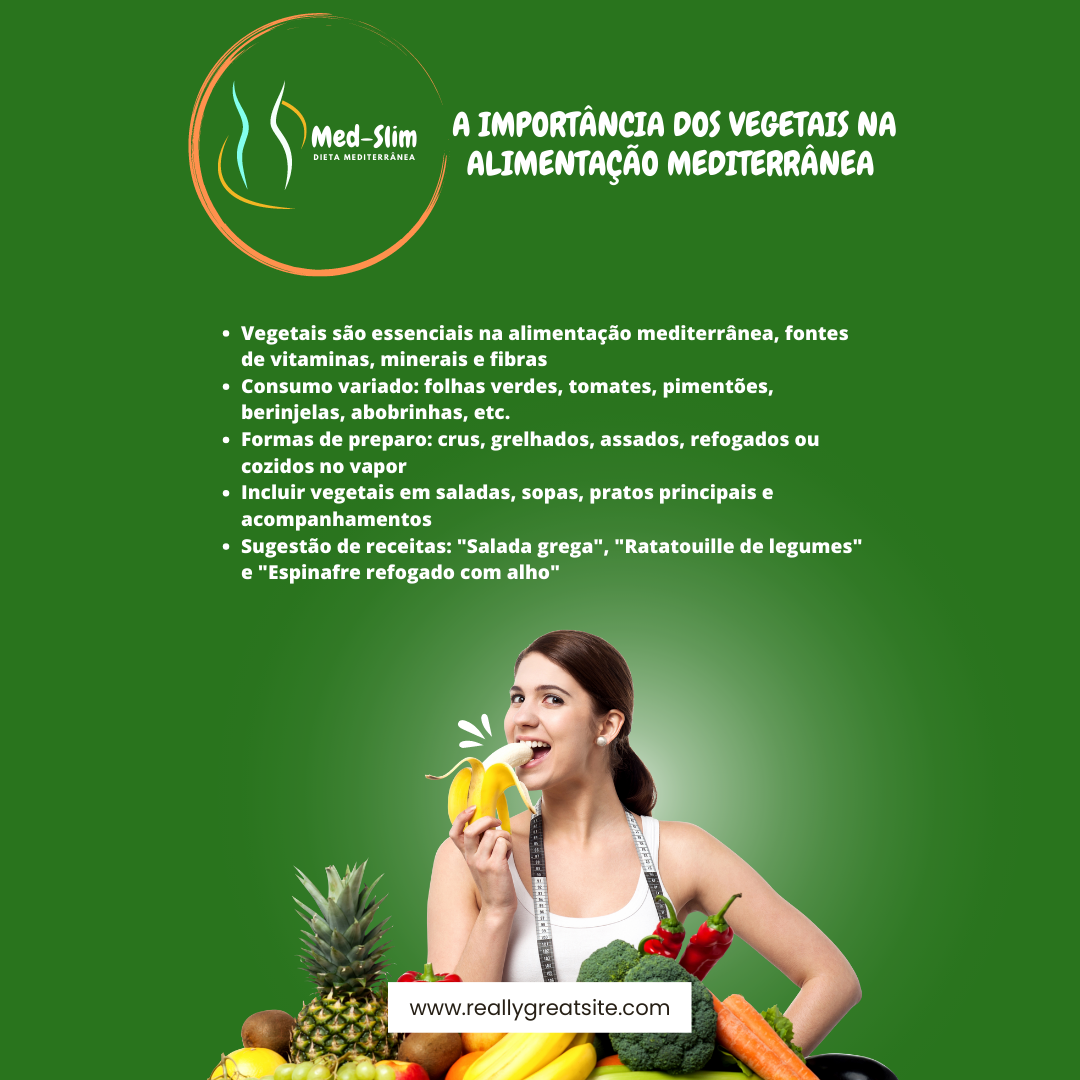 Med-Slim
DIETA MEDITERRÂNEA
A IMPORTÂNCIA DOS VEGETAIS NA
ALIMENTAÇÃO MEDITERRÂNEA
• Vegetais são essenciais na alimentação mediterrânea, fontes
de vitaminas, minerais e fibras
• Consumo variado: folhas verdes, tomates, pimentões,
berinjelas, abobrinhas, etc.
• Formas de preparo: crus, grelhados, assados, refogados ou
cozidos no vapor
• Incluir vegetais em saladas, sopas, pratos principais e
acompanhamentos
• Sugestão de receitas: "Salada grega", "Ratatouille de legumes"
e "Espinafre refogado com alho"
www.reallygreatsite.com